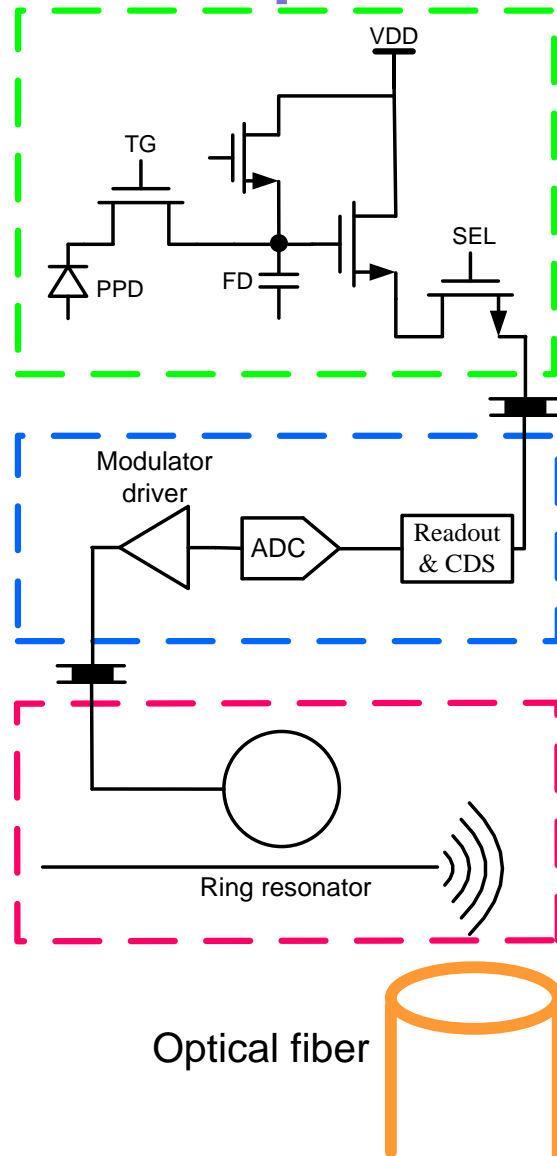 VDD
TG
SEL
PPD
FD
Modulator
driver
ADC
Readout
& CDS
Ring resonator
Optical fiber